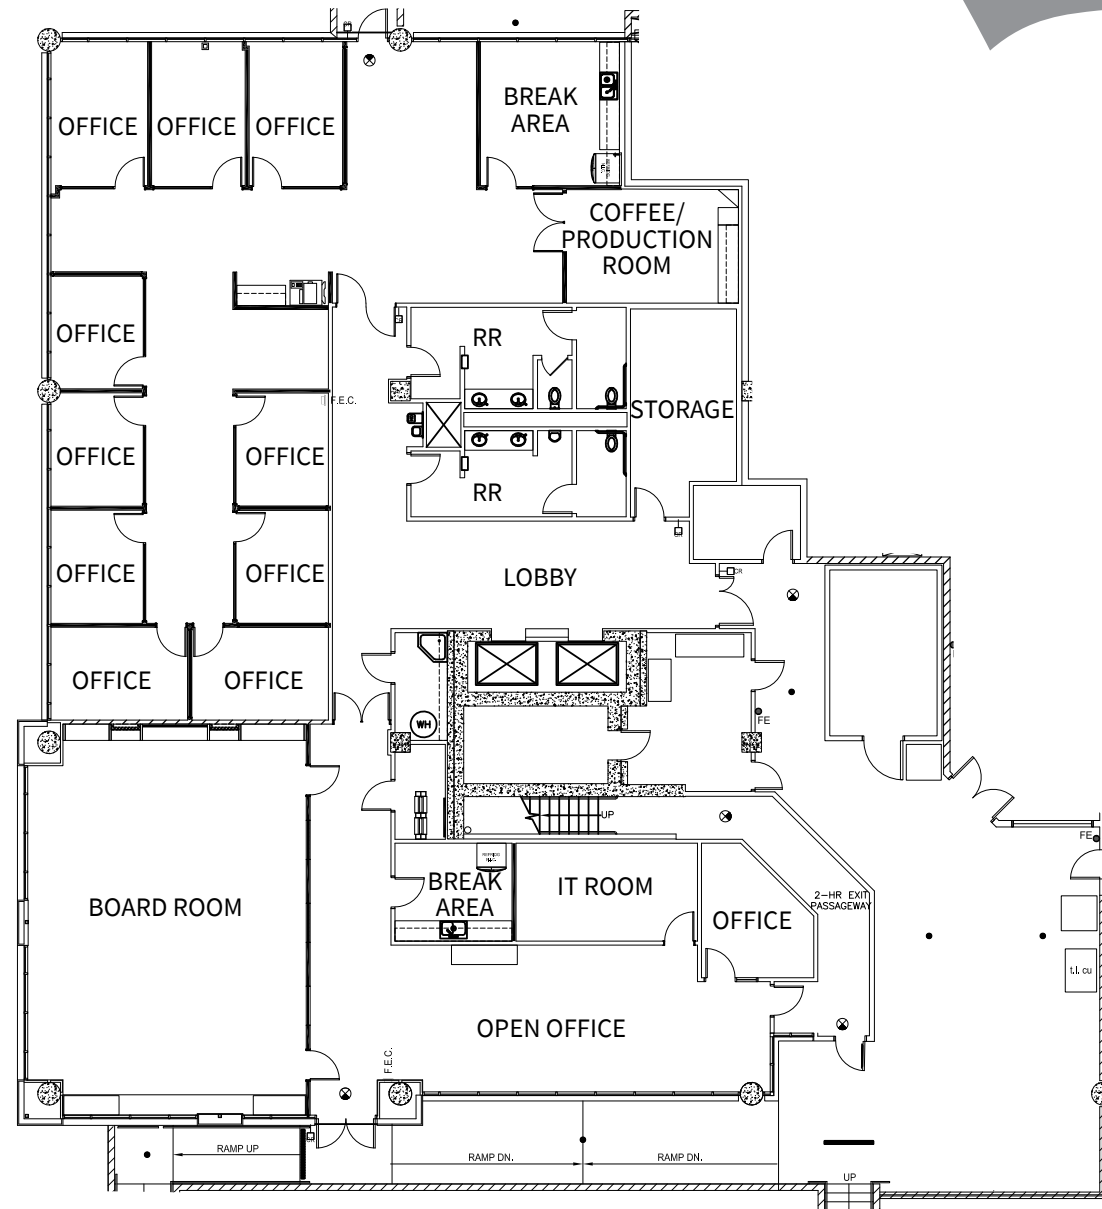 BREAK
AREA
OFFICE
OFFICE
OFFICE
COFFEE/
PRODUCTION
ROOM
OFFICE
RR
F.E.C.
STORAGE
OFFICE
OFFICE
RR
OFFICE
OFFICE
LOBBY
CR
OFFICE
OFFICE
WH
FE
UP
FE
BREAK
AREA
IT ROOM
2-HR EXIT
PASSAGEWAY
BOARD ROOM
OFFICE
t.l. cu
OPEN OFFICE
F.E.C.
RAMP UP
RAMP DN.
RAMP DN.
UP